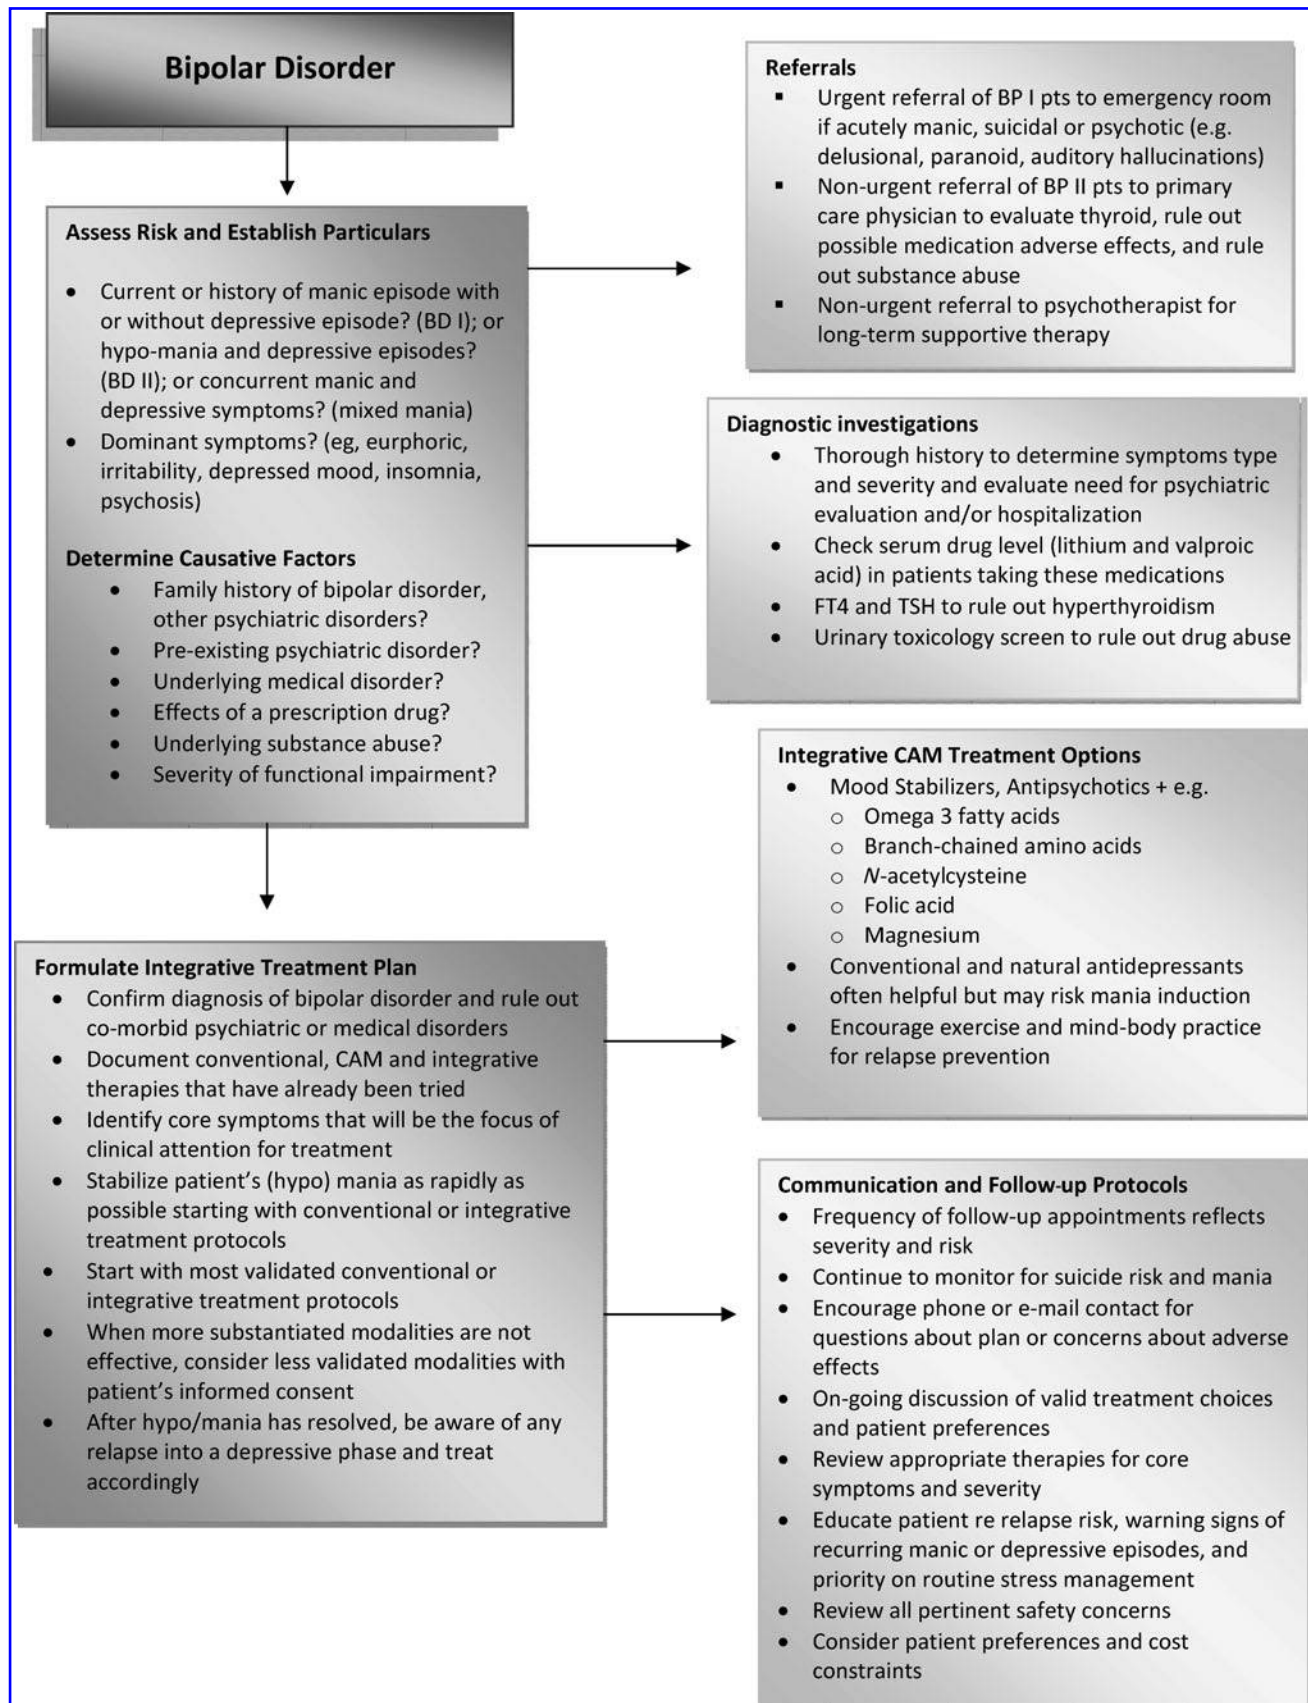 Bipolar Disorder
Assess Risk and Establish Particulars
• Current or history of manic episode with
or without depressive episode? (BD I); or
hypo-mania and depressive episodes?
(BD II); or concurrent manic and
depressive symptoms? (mixed mania)
• Dominant symptoms? (eg, eurphoric,
irritability, depressed mood, insomnia,
psychosis)
Determine Causative Factors
• Family history of bipolar disorder,
other psychiatric disorders?
• Pre-existing psychiatric disorder?
• Underlying medical disorder?
• Effects of a prescription drug?
• Underlying substance abuse?
• Severity of functional impairment?
Referrals
▪ Urgent referral of BP I pts to emergency room
if acutely manic, suicidal or psychotic (e.g.
delusional, paranoid, auditory hallucinations)
▪ Non-urgent referral of BP II pts to primary
care physician to evaluate thyroid, rule out
possible medication adverse effects, and rule
out substance abuse
▪ Non-urgent referral to psychotherapist for
long-term supportive therapy
Diagnostic investigations
• Thorough history to determine symptoms type
and severity and evaluate need for psychiatric
evaluation and/or hospitalization
• Check serum drug level (lithium and valproic
acid) in patients taking these medications
• FT4 and TSH to rule out hyperthyroidism
• Urinary toxicology screen to rule out drug abuse
Formulate Integrative Treatment Plan
• Confirm diagnosis of bipolar disorder and rule out
co-morbid psychiatric or medical disorders
• Document conventional, CAM and integrative
therapies that have already been tried
• Identify core symptoms that will be the focus of
clinical attention for treatment
• Stabilize patient’s (hypo) mania as rapidly as
possible starting with conventional or integrative
treatment protocols
• Start with most validated conventional or
integrative treatment protocols
• When more substantiated modalities are not
effective, consider less validated modalities with
patient’s informed consent
• After hypo/mania has resolved, be aware of any
relapse into a depressive phase and treat
accordingly
Integrative CAM Treatment Options
• Mood Stabilizers, Antipsychotics + e.g.
o Omega 3 fatty acids
o Branch-chained amino acids
o N-acetylcysteine
o Folic acid
o Magnesium
• Conventional and natural antidepressants
often helpful but may risk mania induction
• Encourage exercise and mind-body practice
for relapse prevention
Communication and Follow-up Protocols
• Frequency of follow-up appointments reflects
severity and risk
• Continue to monitor for suicide risk and mania
• Encourage phone or e-mail contact for
questions about plan or concerns about adverse
effects
• On-going discussion of valid treatment choices
and patient preferences
• Review appropriate therapies for core
symptoms and severity
• Educate patient re relapse risk, warning signs of
recurring manic or depressive episodes, and
priority on routine stress management
• Review all pertinent safety concerns
• Consider patient preferences and cost
constraints